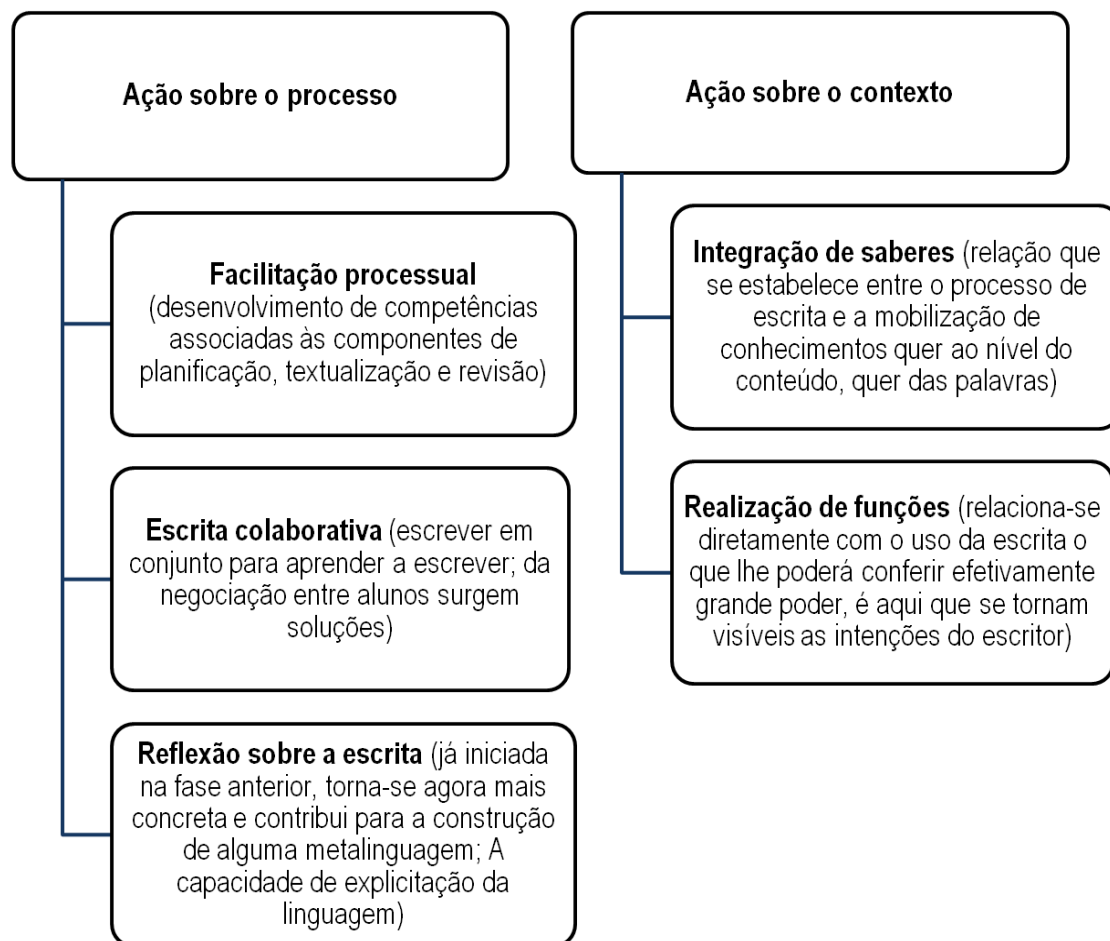 Ação sobre o processo
Facilitação processual
(desenvolvimento de competências
associadas às componentes de
planificação, textualização e revisão)
Escrita colaborativa (escrever em
conjunto para aprender a escrever; da
negociação entre alunos surgem
soluções)
Reflexão sobre a escrita (já iniciada
na fase anterior, torna-se agora mais
concreta e contribui para a construção
de alguma metalinguagem; A
capacidade de explicitação da
linguagem)
Ação sobre o contexto
Integração de saberes (relação que
se estabelece entre o processo de
escrita e a mobilização de
conhecimentos quer ao nível do
conteúdo, quer das palavras)
Realização de funções (relaciona-se
diretamente com o uso da escrita o
que lhe poderá conferir efetivamente
grande poder, é aqui que se tornam
visíveis as intenções do escritor)